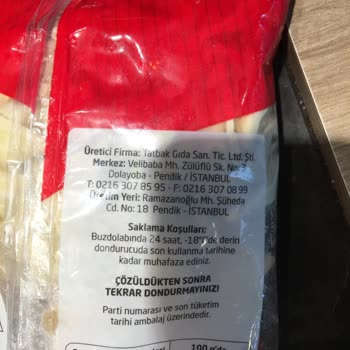 Üretici Firma: Tatbak Gıda San. Tic. Ltd. Şti.
Merkez: Velibaba Mh. Zülüflü Sk. No:2
Dolayoba - Pendik / İSTANBUL
T: 0216 307 85 95 - F: 0216 307 08 99
Üretim Yeri: Ramazanoğlu Mh. Şüheda
Cd. No: 18 Pendik / İSTANBUL
Saklama Koşulları:
Buzdolabında 24 saat, -18°C'de derin
dondurucuda son kullanma tarihine
kadar muhafaza ediniz.
ÇÖZÜLDÜKTEN SONRA
TEKRAR DONDURMAYINIZ!
Parti numarası ve son tüketim
tarihi ambalaj üzerindedir.
100 g'da